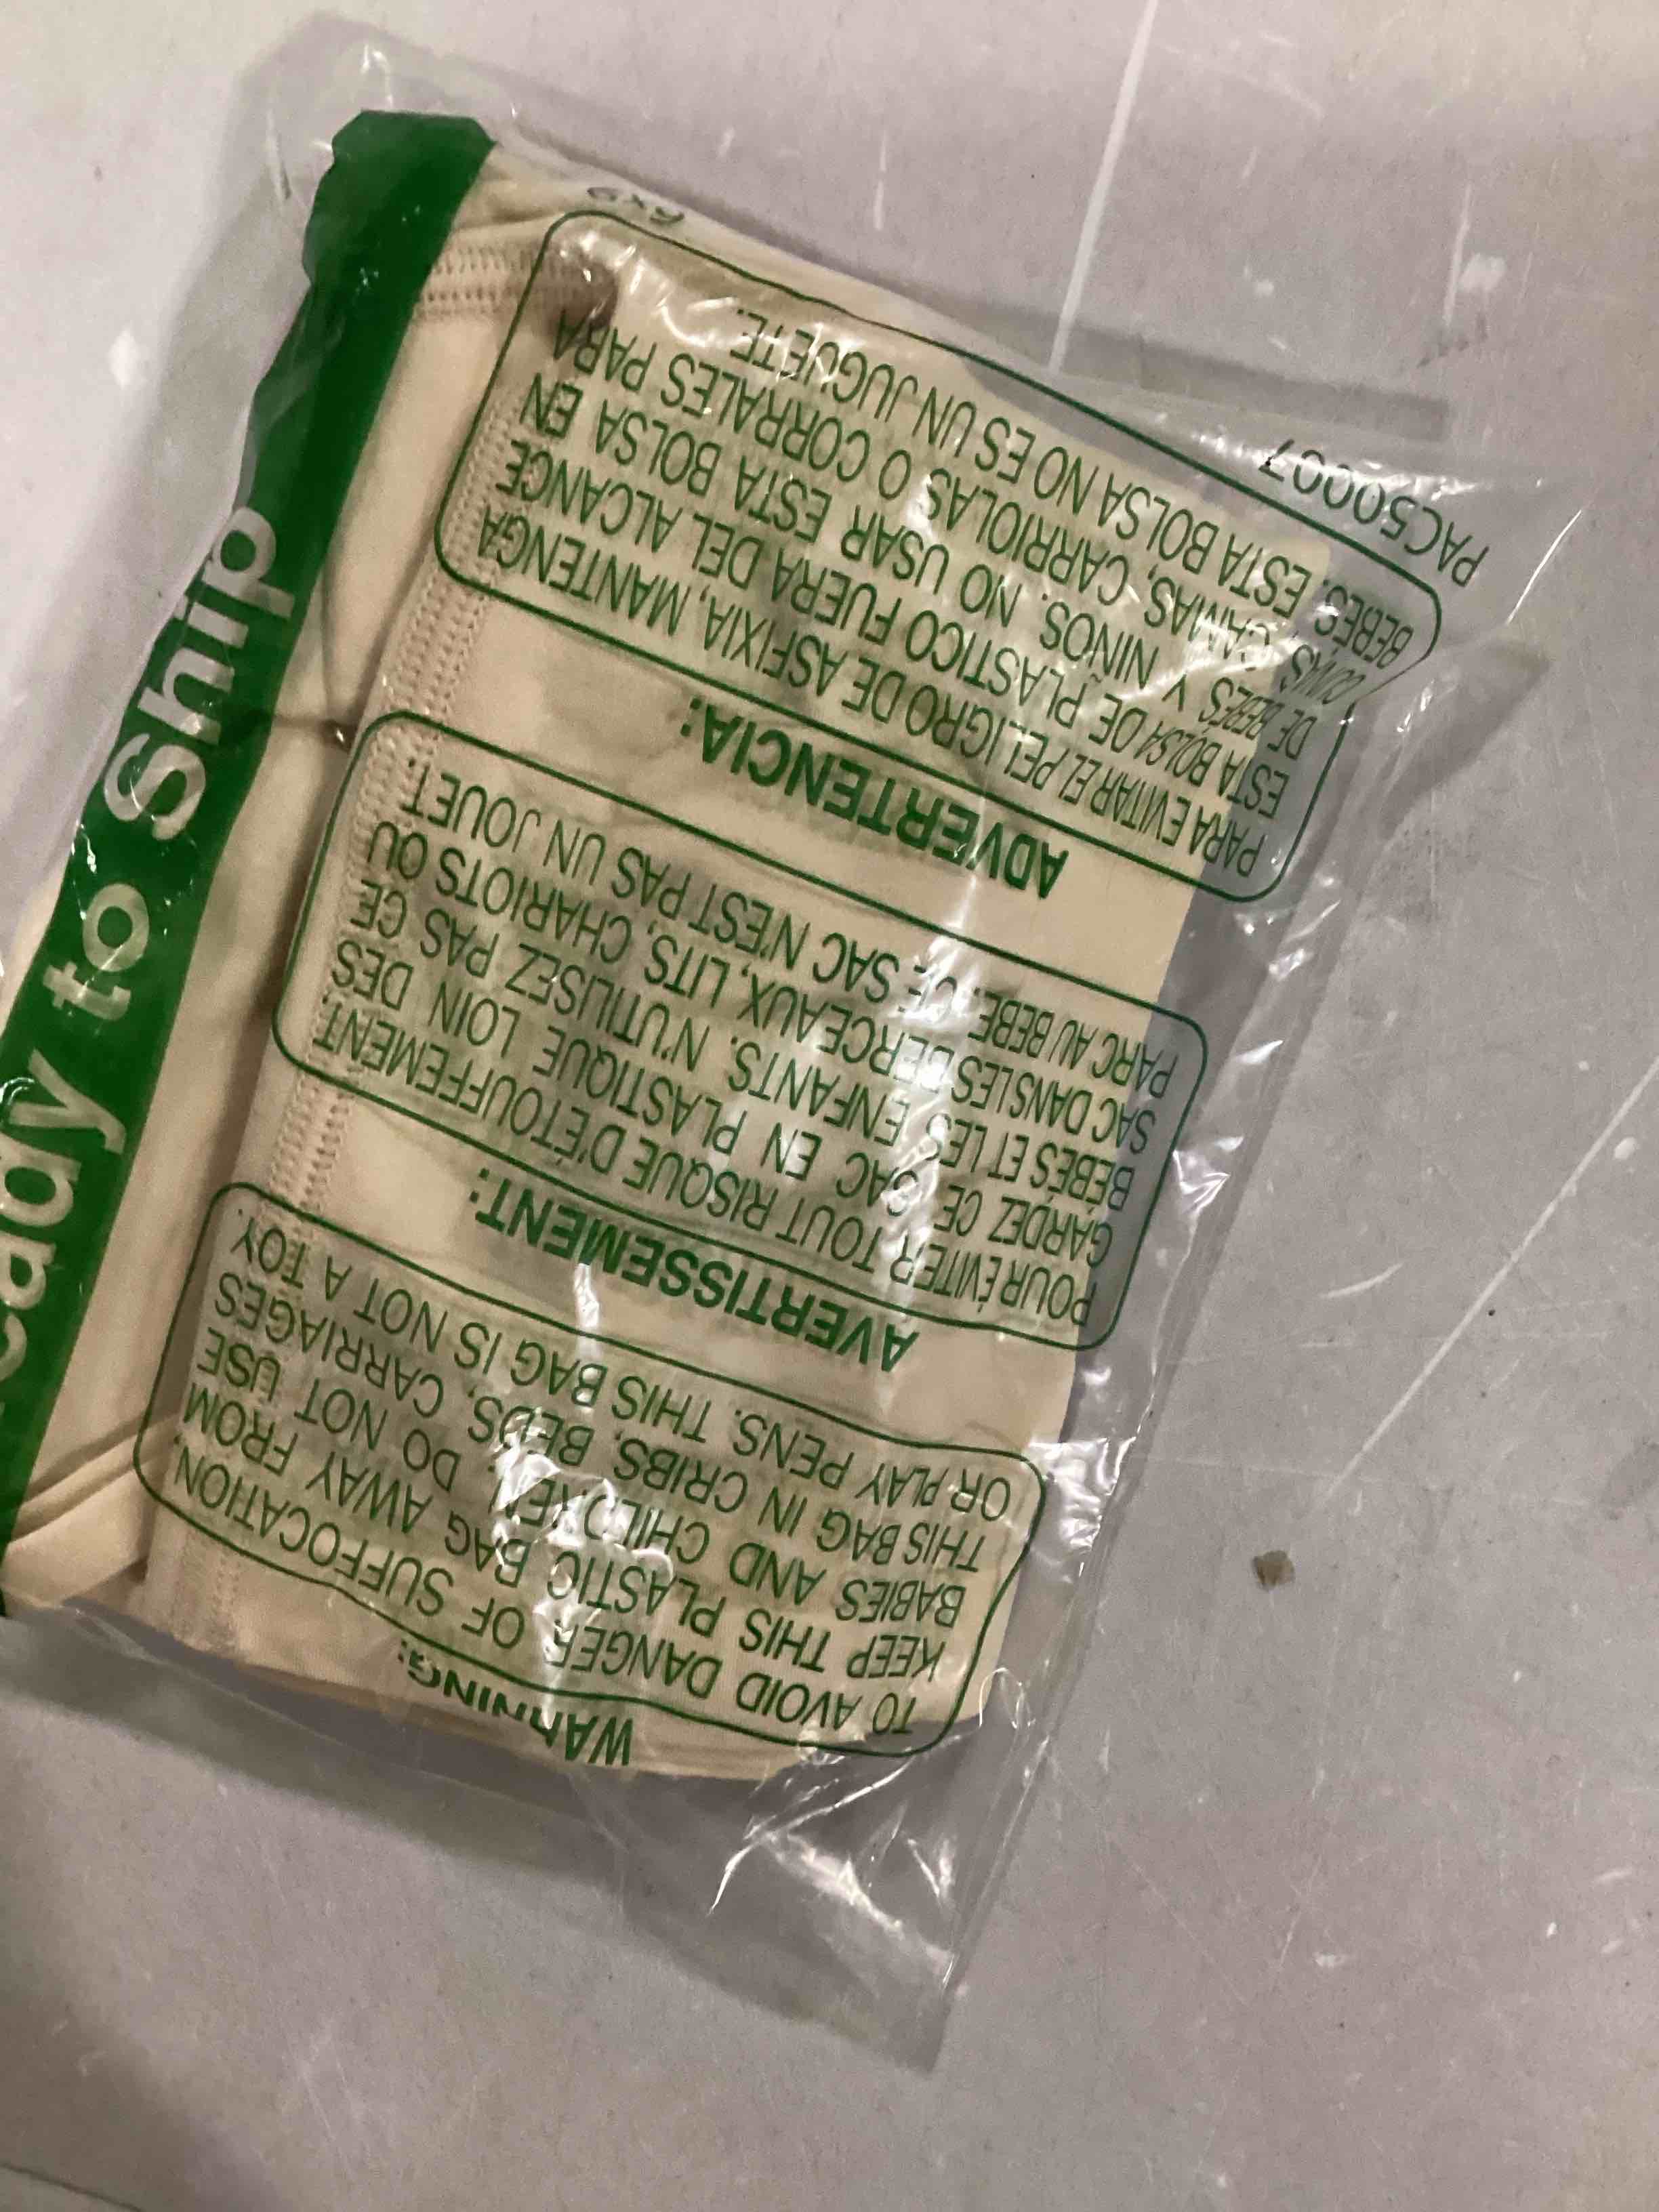 eady to Ship
WARNING:
TO AVOID DANGER OF SUFFOCATION,
KEEP THIS PLASTIC BAG AWAY FROM
BABIES AND CHILDREN. DO NOT USE
THIS BAG IN CRIBS, BEDS, CARRIAGES
OR PLAY PENS. THIS BAG IS NOT A TOY.
AVERTISSEMENT:
POUR ÉVITER TOUT RISQUE D'ÉTOUFFEMENT,
GARDEZ CE SAC EN PLASTIQUE LOIN DES
BÉBÉS ET LES ENFANTS. N'UTILISEZ PAS CE
SAC DANS LES BERCEAUX, LITS, CHARIOTS OU
PARC AU BEBE. CE SAC N'EST PAS UN JOUET.
ADVERTENCIA:
PARA EVITAR EL PELIGRO DE ASFIXIA, MANTENGA
ESTA BOLSA DE PLASTICO FUERA DEL ALCANCE
DE BEBÉS Y NIÑOS. NO USAR ESTA BOLSA EN
CUNAS, CAMAS, CARRIOLAS O CORRALES PARA
BEBÉS. ESTA BOLSA NO ES UN JUGUETE.
PAC50007
6x9